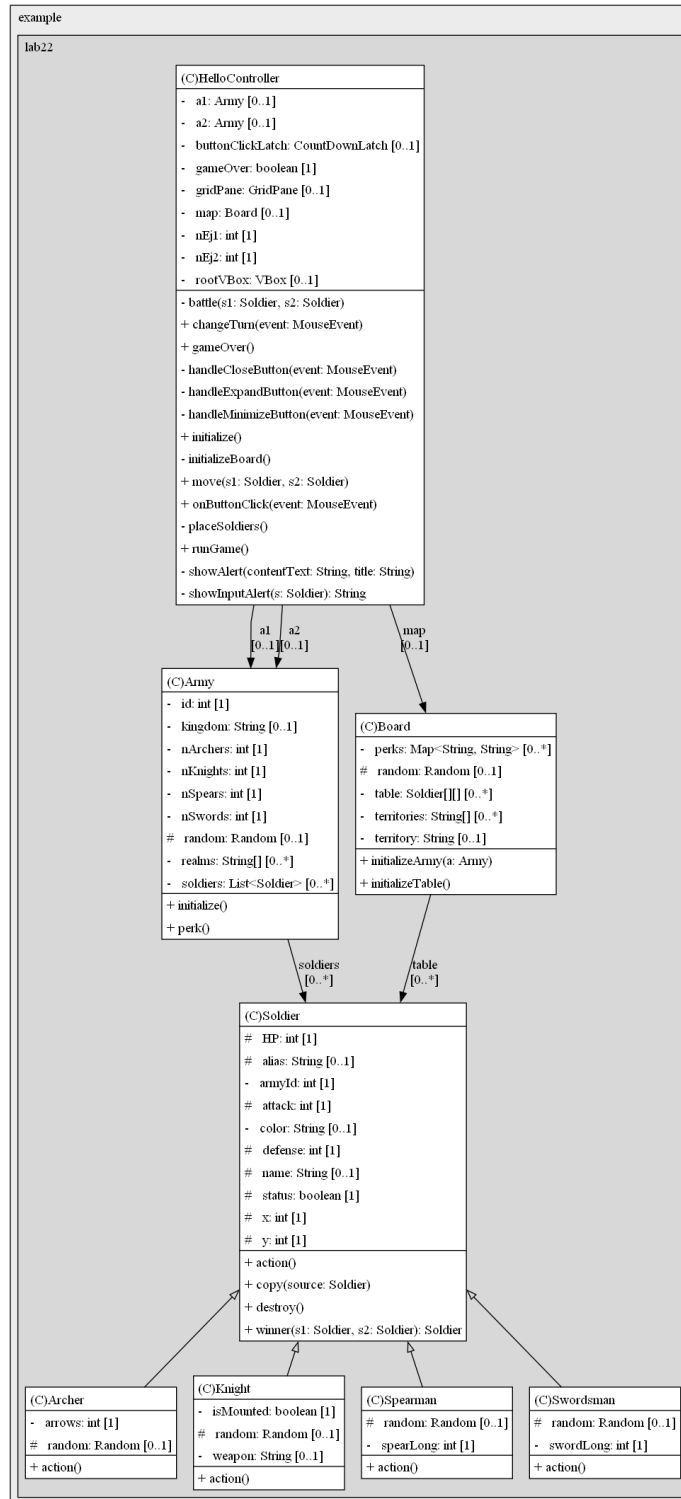 example
lab22
(C)HelloController
- a1: Army [0..1]
- a2: Army [0..1]
- buttonClickLatch: CountDownLatch [0..1]
- gameOver: boolean [1]
- gridPane: GridPane [0..1]
- map: Board [0..1]
- nEj1: int [1]
- nEj2: int [1]
- rootVBox: VBox [0..1]
- battle(s1: Soldier, s2: Soldier)
+ changeTurn(event: MouseEvent)
+ gameOver()
- handleCloseButton(event: MouseEvent)
- handleExpandButton(event: MouseEvent)
- handleMinimizeButton(event: MouseEvent)
+ initialize()
- initializeBoard()
+ move(s1: Soldier, s2: Soldier)
+ onButtonClick(event: MouseEvent)
- placeSoldiers()
+ runGame()
- showAlert(contentText: String, title: String)
- showInputAlert(s: Soldier): String
a1 a2 map
[0..1] [0..1] [0..1]
(C)Army
- id: int [1]
- kingdom: String [0..1]
- nArchers: int [1]
- nKnights: int [1]
- nSpears: int [1]
- nSwords: int [1]
# random: Random [0..1]
- realms: String[] [0..*]
- soldiers: List<Soldier> [0..*]
+ initialize()
+ perk()
(C)Board
- perks: Map<String, String> [0..*]
# random: Random [0..1]
- table: Soldier[][] [0..*]
- territories: String[] [0..*]
- territory: String [0..1]
+ initializeArmy(a: Army)
+ initializeTable()
soldiers table
[0..*] [0..*]
(C)Soldier
# HP: int [1]
# alias: String [0..1]
- armyId: int [1]
# attack: int [1]
- color: String [0..1]
# defense: int [1]
# name: String [0..1]
# status: boolean [1]
# x: int [1]
# y: int [1]
+ action()
+ copy(source: Soldier)
+ destroy()
+ winner(s1: Soldier, s2: Soldier): Soldier
(C)Archer
- arrows: int [1]
# random: Random [0..1]
+ action()
(C)Knight
- isMounted: boolean [1]
# random: Random [0..1]
- weapon: String [0..1]
+ action()
(C)Spearman
# random: Random [0..1]
- spearLong: int [1]
+ action()
(C)Swordsman
# random: Random [0..1]
- swordLong: int [1]
+ action()